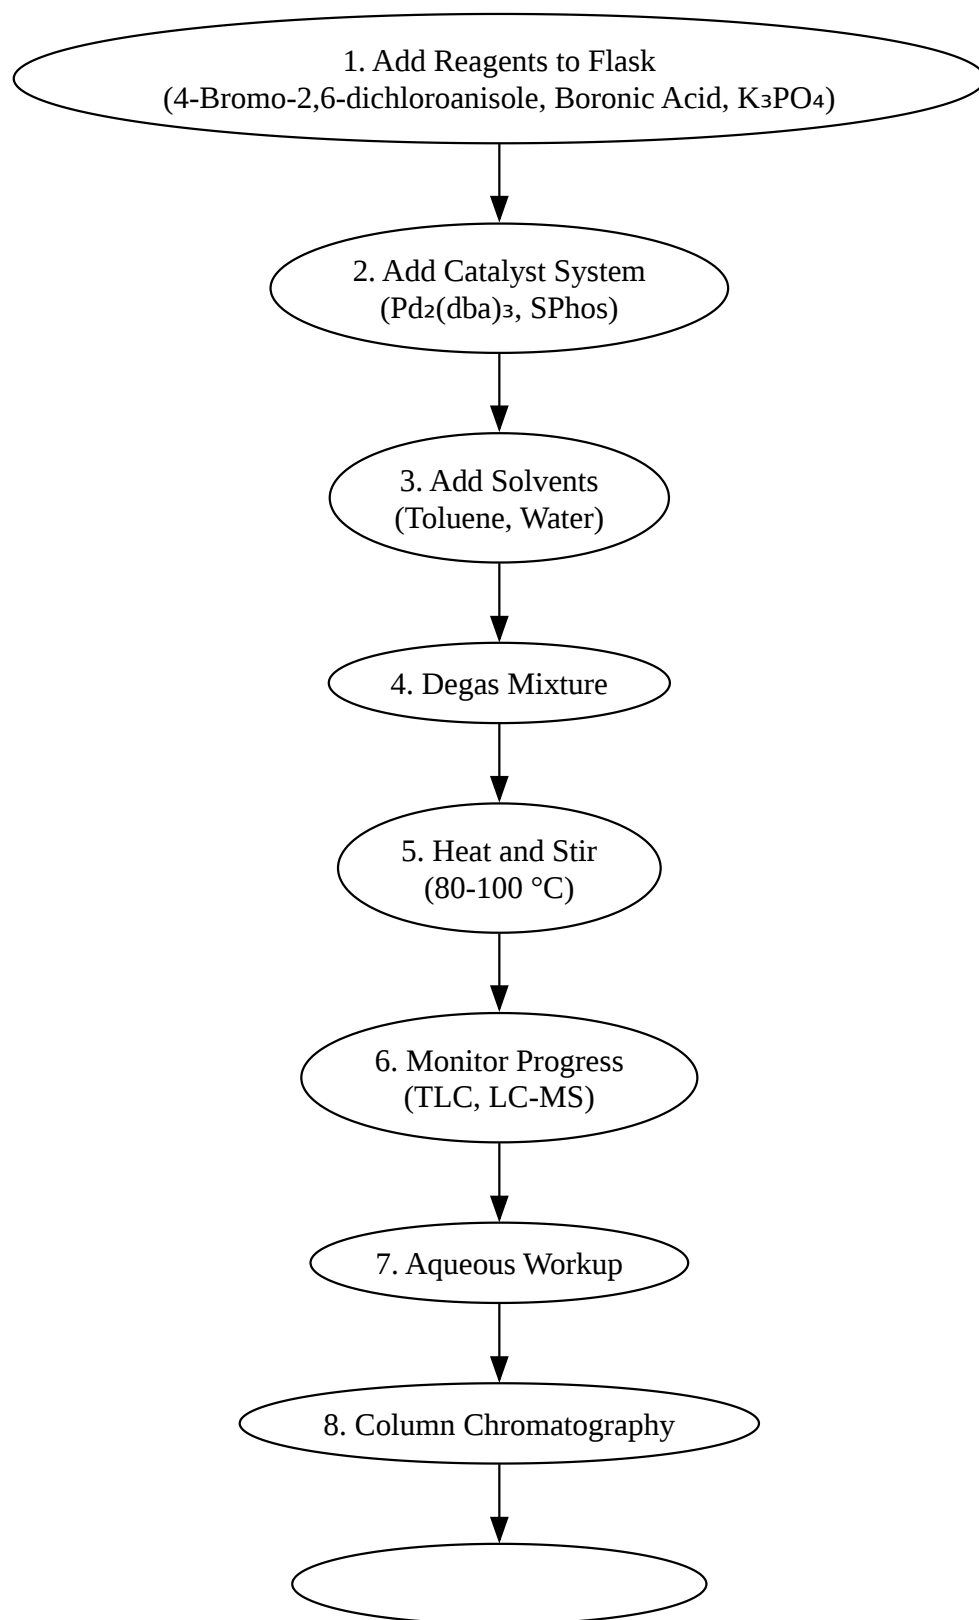 1. Add Reagents to Flask
(4-Bromo-2,6-dichloroanisole, Boronic Acid, K₃PO₄)
2. Add Catalyst System
(Pd₂(dba)₃, SPhos)
3. Add Solvents
(Toluene, Water)
4. Degas Mixture
5. Heat and Stir
(80-100 °C)
6. Monitor Progress
(TLC, LC-MS)
7. Aqueous Workup
8. Column Chromatography